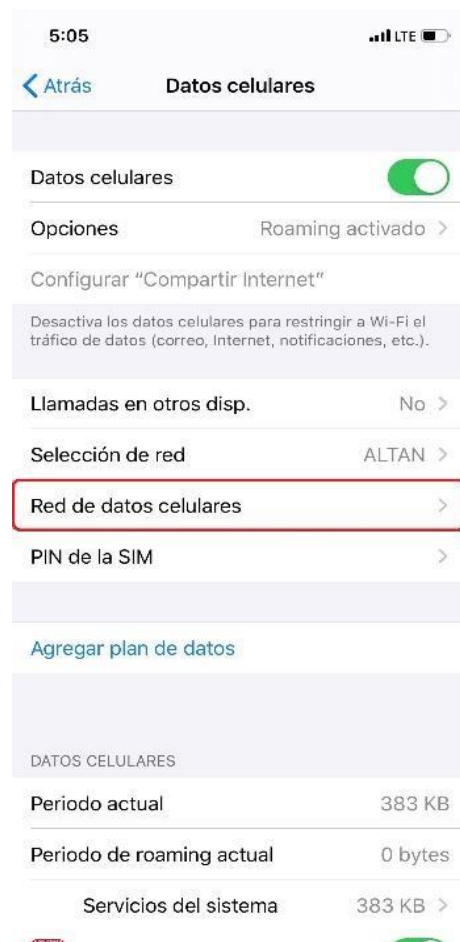 5:05 LTE
Atrás Datos celulares
Datos celulares
Opciones Roaming activado
Configurar "Compartir Internet"
Desactiva los datos celulares para restringir a Wi-Fi el
tráfico de datos (correo, Internet, notificaciones, etc.).
Llamadas en otros disp. No
Selección de red ALTAN
Red de datos celulares
PIN de la SIM
Agregar plan de datos
DATOS CELULARES
Periodo actual 383 KB
Periodo de roaming actual 0 bytes
Servicios del sistema 383 KB